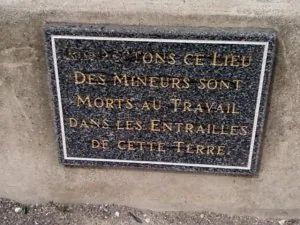 CE LIEU
DES MINEURS SONT
MORTS AU TRAVAIL
DANS LES ENTRAILLES
DE CETTE TERRE.